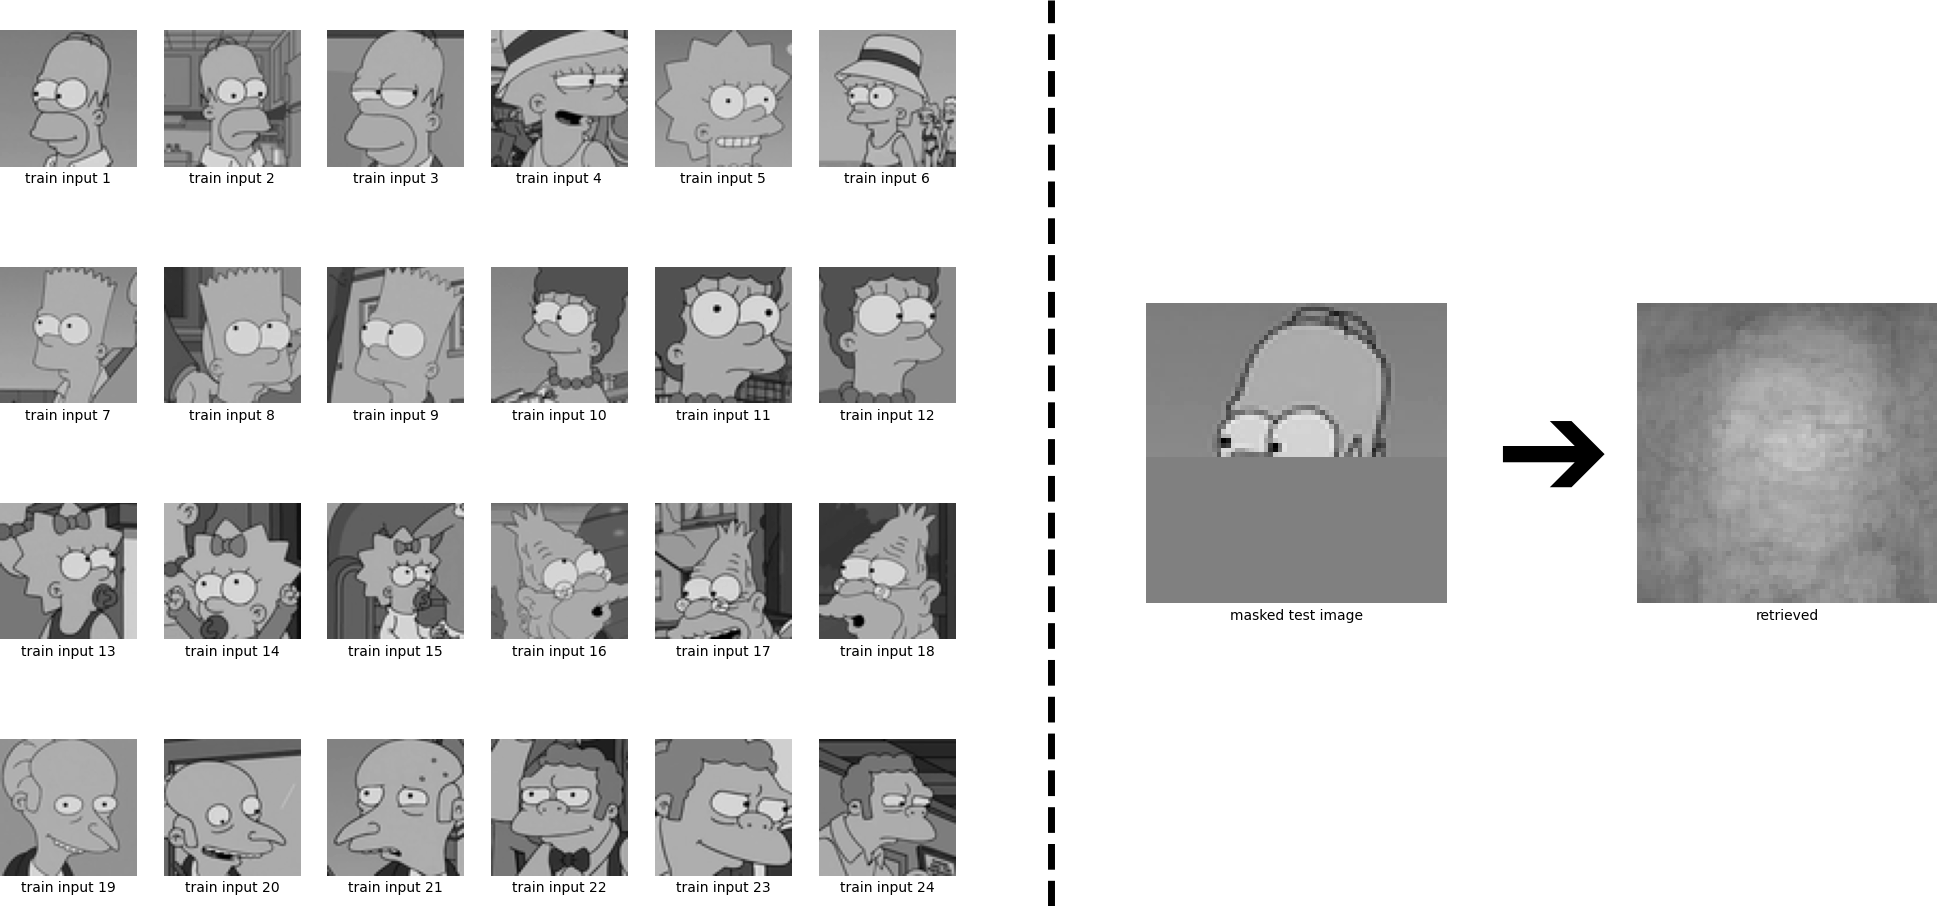 train input 1
train input 2
train input 3
train input 4
train input 5
train input 6
train input 7
train input 8
train input 9
train input 10
train input 11
train input 12
train input 13
train input 14
train input 15
train input 16
train input 17
train input 18
train input 19
train input 20
train input 21
train input 22
train input 23
train input 24
masked test image
retrieved